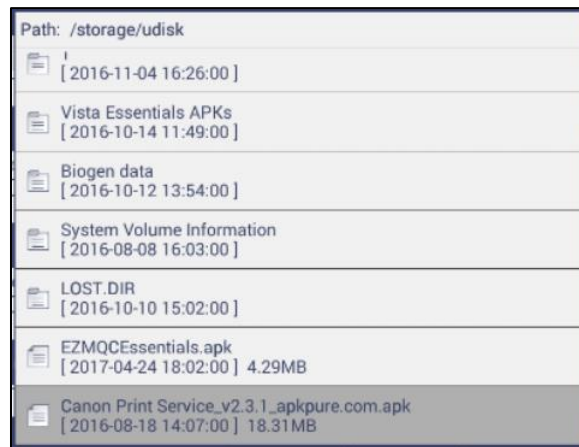 Path: /storage/udisk
[ 2016-11-04 16:26:00 ]
Vista Essentials APKs
[ 2016-10-14 11:49:00 ]
Biogen data
[ 2016-10-12 13:54:00 ]
System Volume Information
[ 2016-08-08 16:03:00 ]
LOST.DIR
[ 2016-10-10 15:02:00 ]
EZMQCEssentials.apk
[ 2017-04-24 18:02:00 ] 4.29MB
Canon Print Service_v2.3.1_apkpure.com.apk
[ 2016-08-18 14:07:00 ] 18.31MB